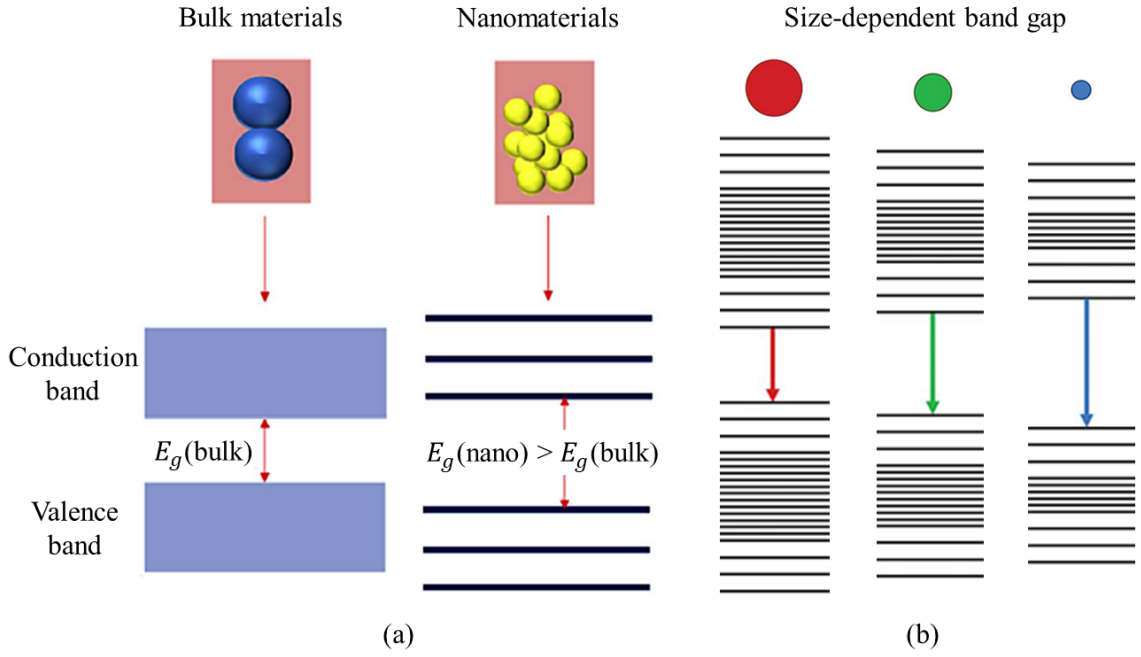 Bulk materials
Nanomaterials
Size-dependent band gap
Conduction
band
E_g(bulk)
E_g(nano) > E_g(bulk)
Valence
band
(a)
(b)